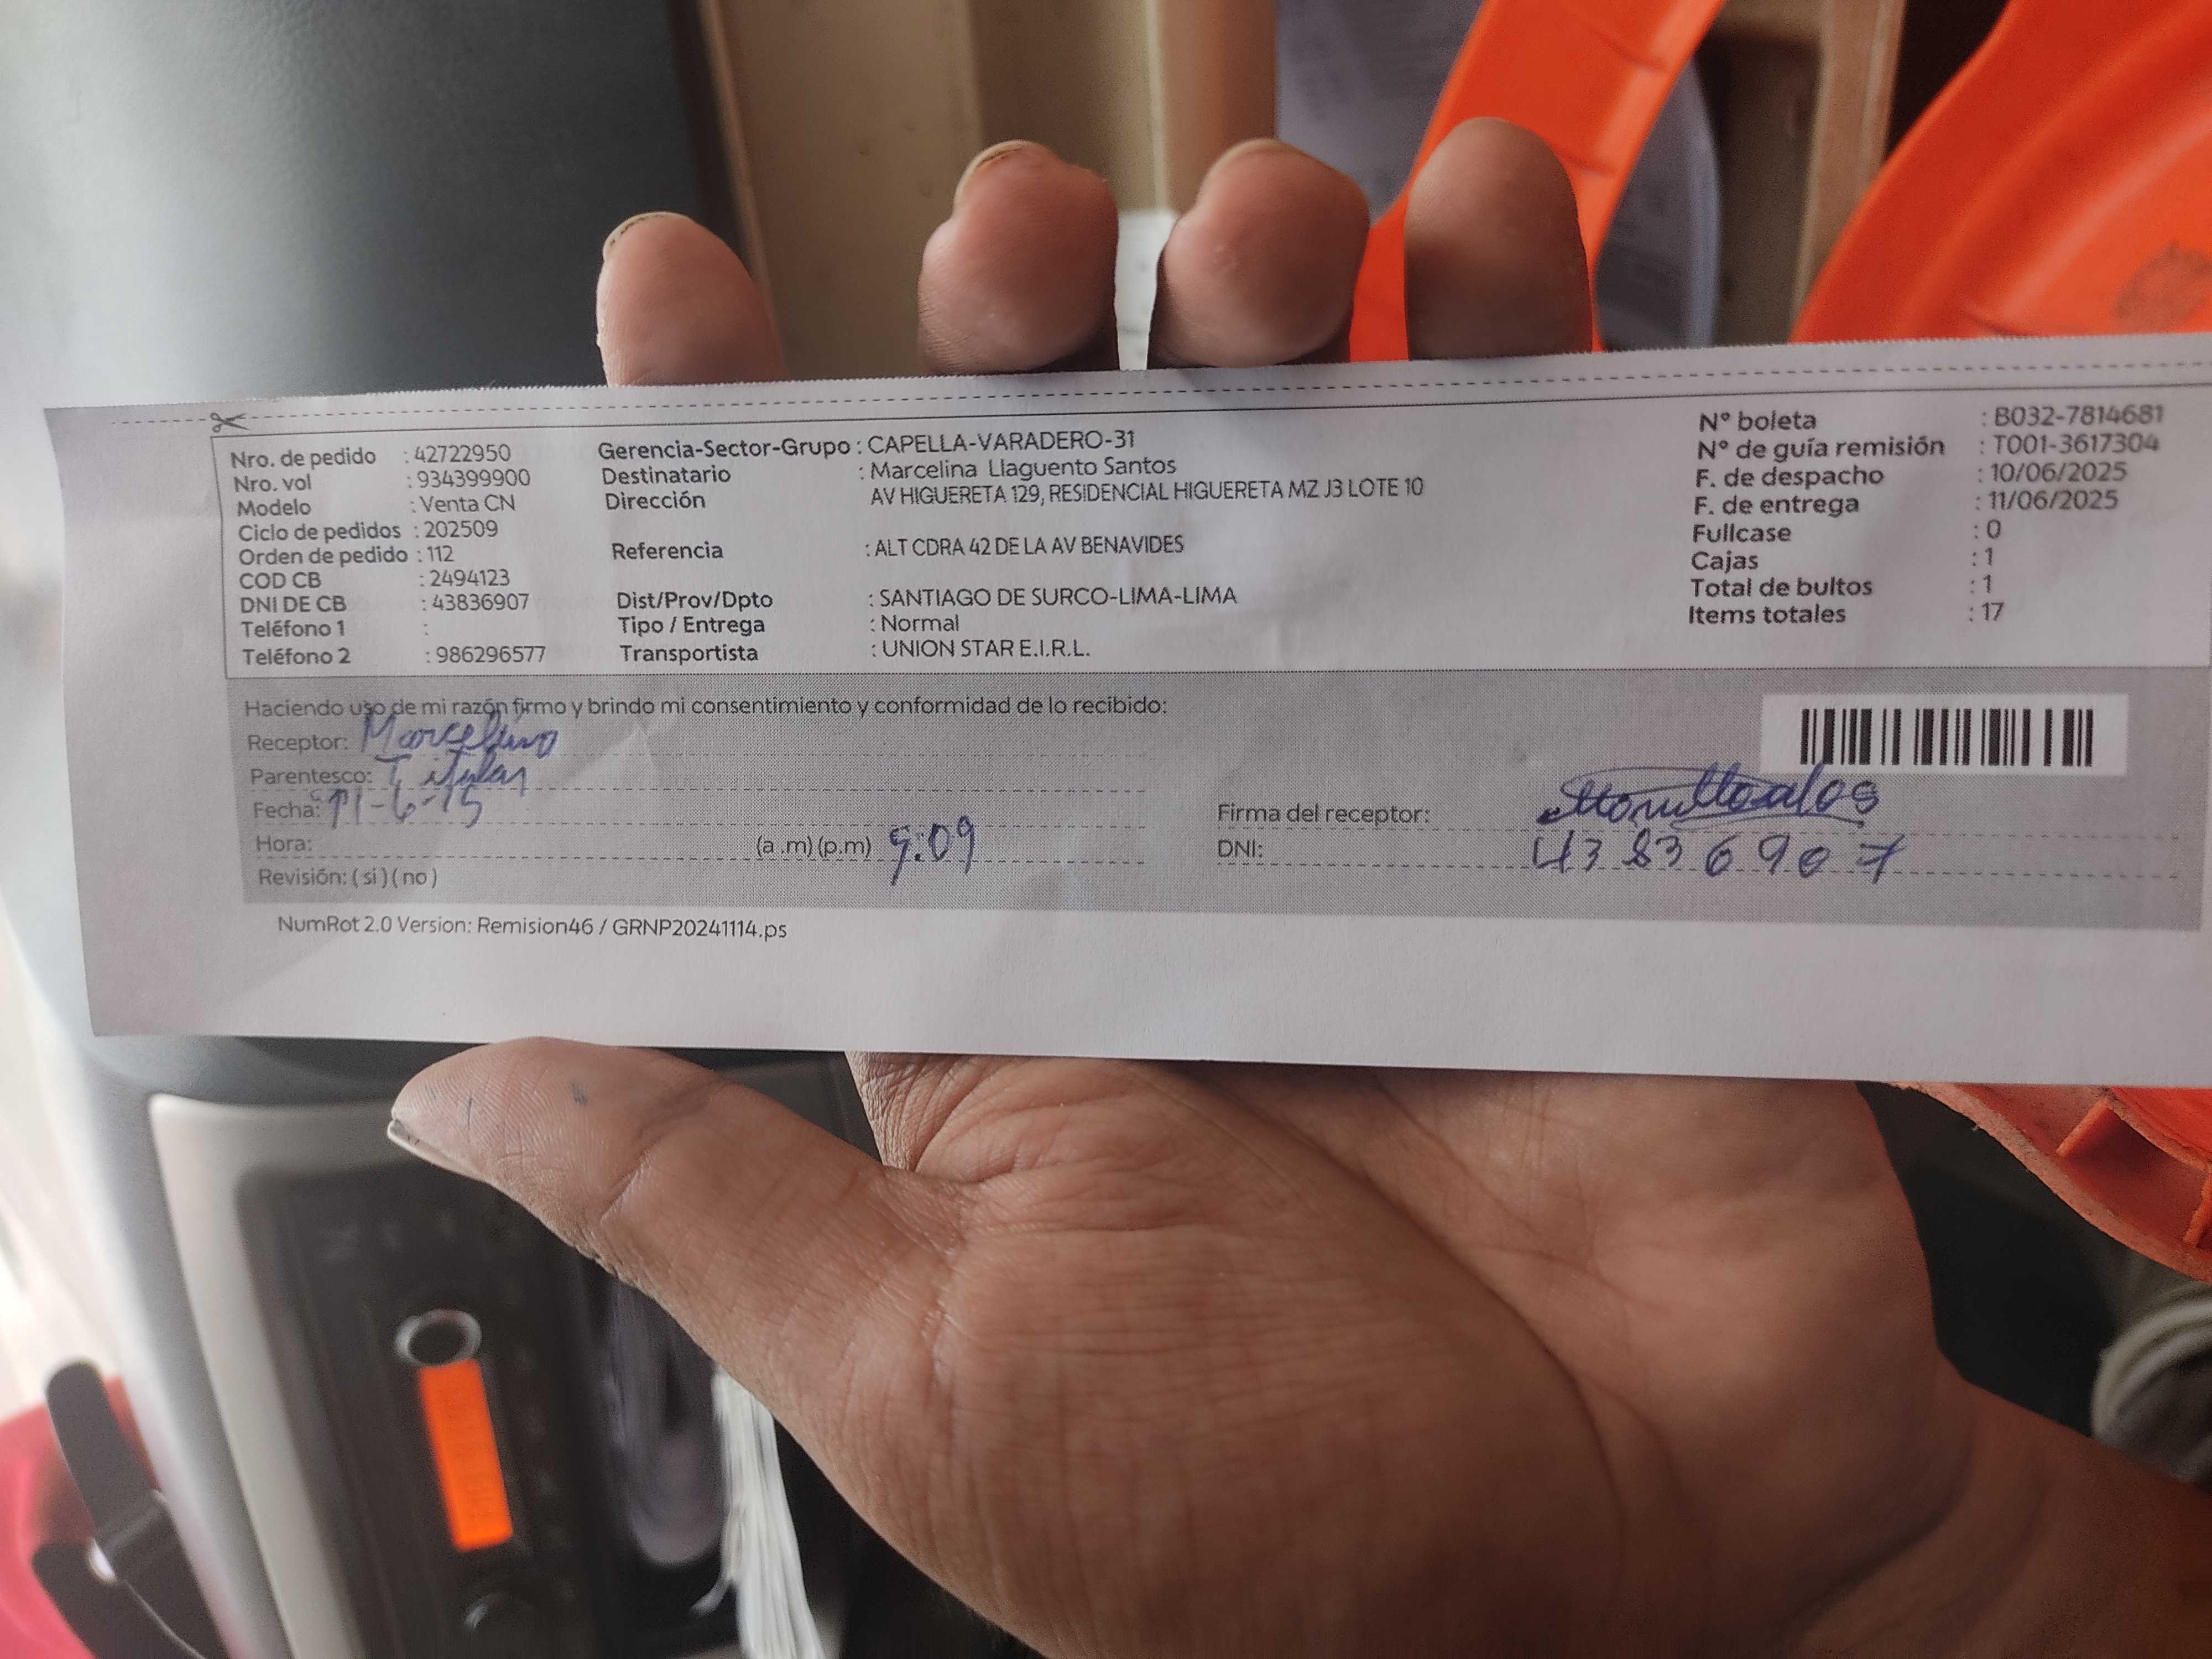 Nro. de pedido : 42722950
Nro. vol : 934399900
Modelo : Venta CN
Ciclo de pedidos : 202509
Orden de pedido : 112
COD CB : 2494123
DNI DE CB : 43836907
Teléfono 1 :
Teléfono 2 : 986296577
Gerencia-Sector-Grupo : CAPELLA-VARADERO-31
Destinatario : Marcelina Llaguento Santos
Dirección AV HIGUERETA 129, RESIDENCIAL HIGUERETA MZ J3 LOTE 10
Referencia : ALT CDRA 42 DE LA AV BENAVIDES
Dist/Prov/Dpto : SANTIAGO DE SURCO-LIMA-LIMA
Tipo / Entrega : Normal
Transportista : UNION STAR E.I.R.L.
N° boleta : B032-7814681
N° de guía remisión : T001-3617304
F. de despacho : 10/06/2025
F. de entrega : 11/06/2025
Fullcase : 0
Cajas : 1
Total de bultos : 1
Items totales : 17
Haciendo uso de mi razón firmo y brindo mi consentimiento y conformidad de lo recibido:
Receptor: Marcelino
Parentesco: Titular
Fecha: 11-6-15
Hora: (a.m) (p.m) 9:09
Revisión: ( si ) ( no )
Firma del receptor:
DNI: 43836907
NumRot 2.0 Version: Remision46 / GRNP20241114.ps